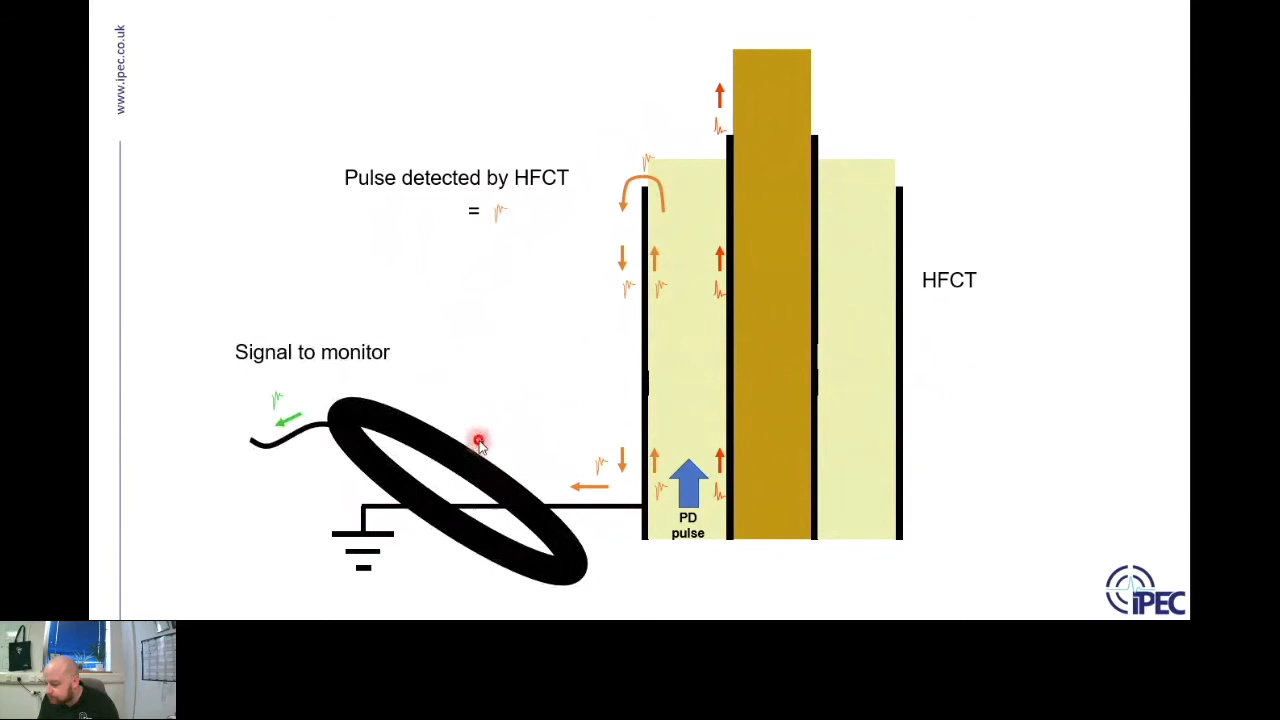 www.ipec.co.uk
Pulse detected by HFCT
=
HFCT
Signal to monitor
PD
pulse
iPEC